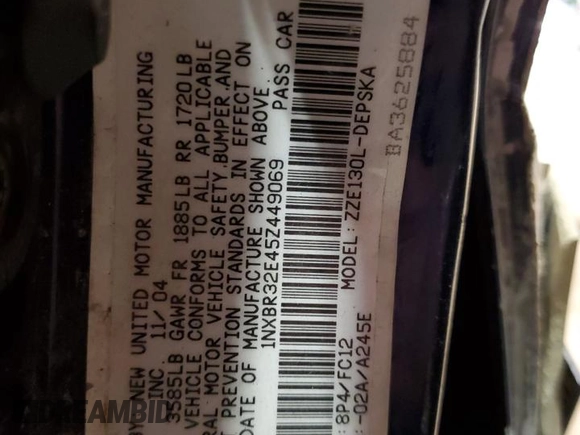 BY NEW UNITED MOTOR MANUFACTURING
INC. 11/04
3585LB GAWR FR 1885LB RR 1720LB
VEHICLE CONFORMS TO ALL APPLICABLE
RAL MOTOR VEHICLE SAFETY, BUMPER, AND
T PREVENTION STANDARDS IN EFFECT ON
DATE OF MANUFACTURE SHOWN ABOVE.
1NXBR32E45Z449069 PASS CAR
8P4/FC12 MODEL: ZZE130L-DEPSKA
-02A/A245E
BA3625884